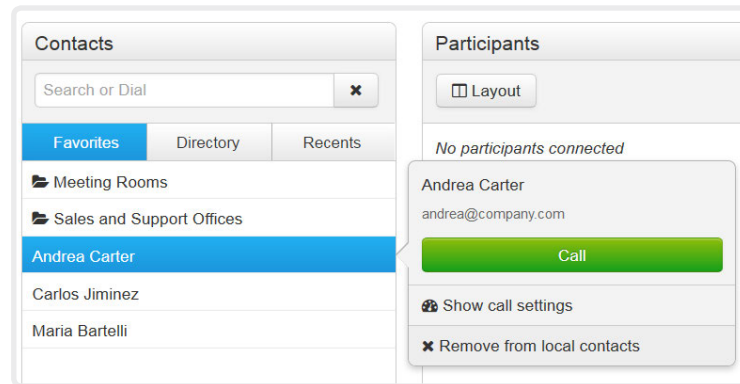 Contacts
Search or Dial
Favorites Directory Recents
Meeting Rooms
Sales and Support Offices
Andrea Carter
Carlos Jiminez
Maria Bartelli
Participants
Layout
No participants connected
Andrea Carter
andrea@company.com
Call
Show call settings
Remove from local contacts